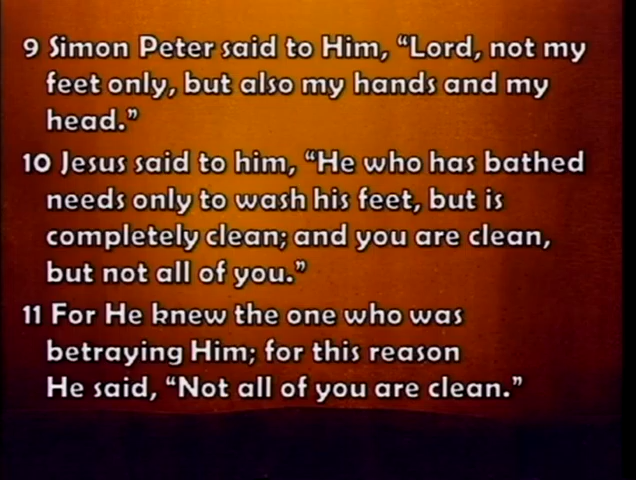 9 Simon Peter said to Him, “Lord, not my
feet only, but also my hands and my
head.”
10 Jesus said to him, “He who has bathed
needs only to wash his feet, but is
completely clean; and you are clean,
but not all of you.”
11 For He knew the one who was
betraying Him; for this reason
He said, “Not all of you are clean.”